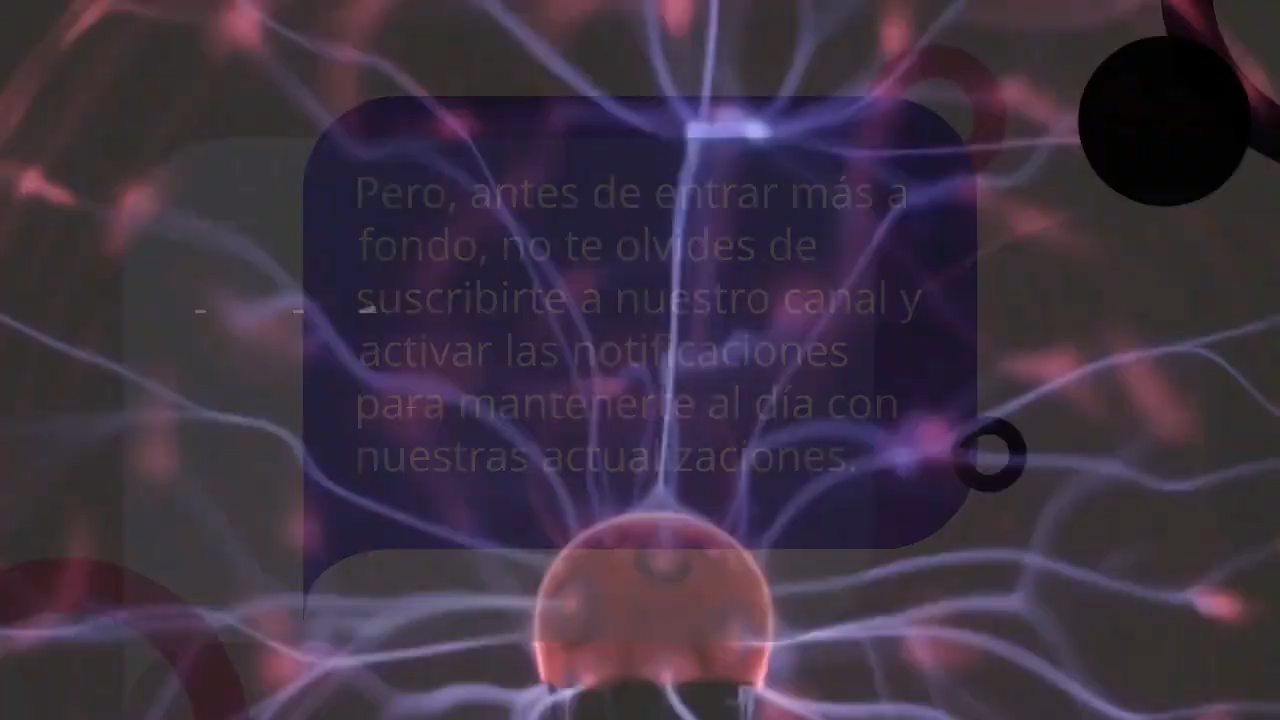 Pero, antes de entrar más a
fondo, no te olvides de
suscribirte a nuestro canal y
activar las notificaciones
para mantenerte al día con
nuestras actualizaciones.